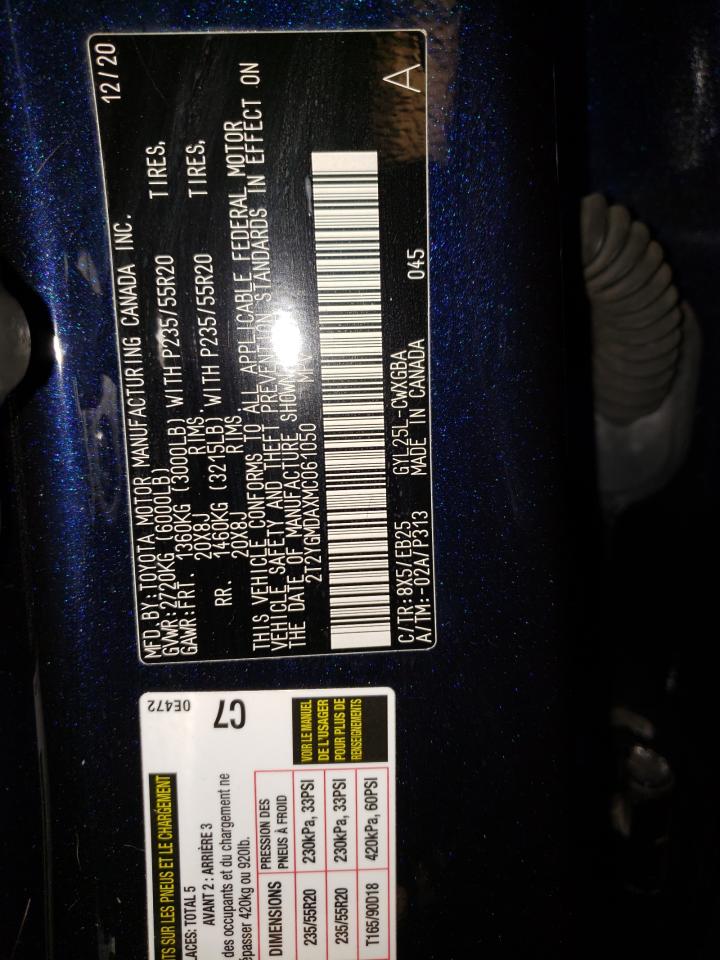 MFD. BY: TOYOTA MOTOR MANUFACTURING CANADA INC. 12/20
GVWR: 2720KG (6000LB)
GAWR: FRT. 1360KG (3000LB) WITH P235/55R20 TIRES,
20X8J RIMS.
RR. 1460KG (3215LB) WITH P235/55R20 TIRES,
20X8J RIMS
THIS VEHICLE CONFORMS TO ALL APPLICABLE FEDERAL MOTOR
VEHICLE SAFETY AND THEFT PREVENTION STANDARDS IN EFFECT ON
THE DATE OF MANUFACTURE SHOWN
MPV
C/TR: 8X5/EB25 GYL25L-CWXGBA
A/TM: -02A/P313 MADE IN CANADA 045 A
0E472
C7
SUR LES PNEUS ET LE CHARGEMENT
TOTAL 5
AVANT 2 : ARRIÈRE 3
des occupants et du chargement ne
420kg ou 920lb.
DIMENSIONS PRESSION DES PNEUS À FROID
235/55R20 230kPa, 33PSI
235/55R20 230kPa, 33PSI
T165/90D18 420kPa, 60PSI
VOIR LE MANUEL
DE L'USAGER
POUR PLUS DE
RENSEIGNEMENTS